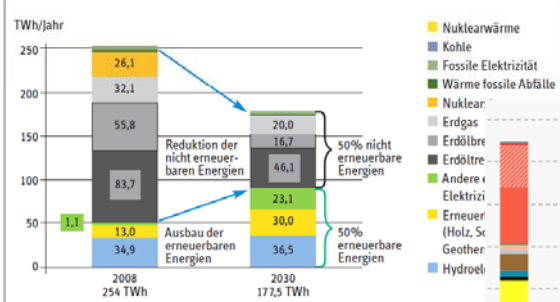 TWh/Jahr
250
200
150
100
50
0
26,1
32,1
55,8
83,7
1,1
13,0
34,9
Reduktion der
nicht erneuer-
baren Energien
Ausbau der
erneuerbaren
Energien
20,0
16,7
46,1
23,1
30,0
36,5
50% nicht
erneuerbare
Energien
50%
erneuerbare
Energien
2008
254 TWh
2030
177,5 TWh
Nuklearwärme
Kohle
Fossile Elektrizität
Wärme fossile Abfälle
Erdgas
Andere
(Holz,